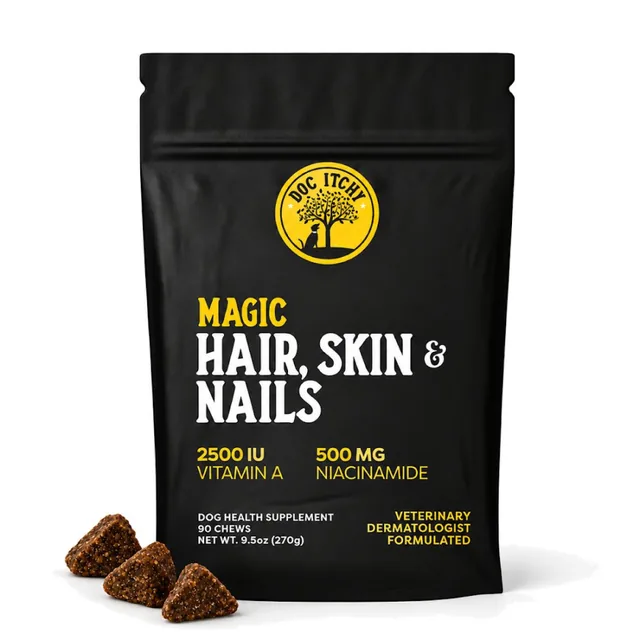 DOC ITCHY
MAGIC
HAIR, SKIN &
NAILS
2500 IU
VITAMIN A
500 MG
NIACINAMIDE
DOG HEALTH SUPPLEMENT
90 CHEWS
NET WT. 9.5oz (270g)
VETERINARY
DERMATOLOGIST
FORMULATED